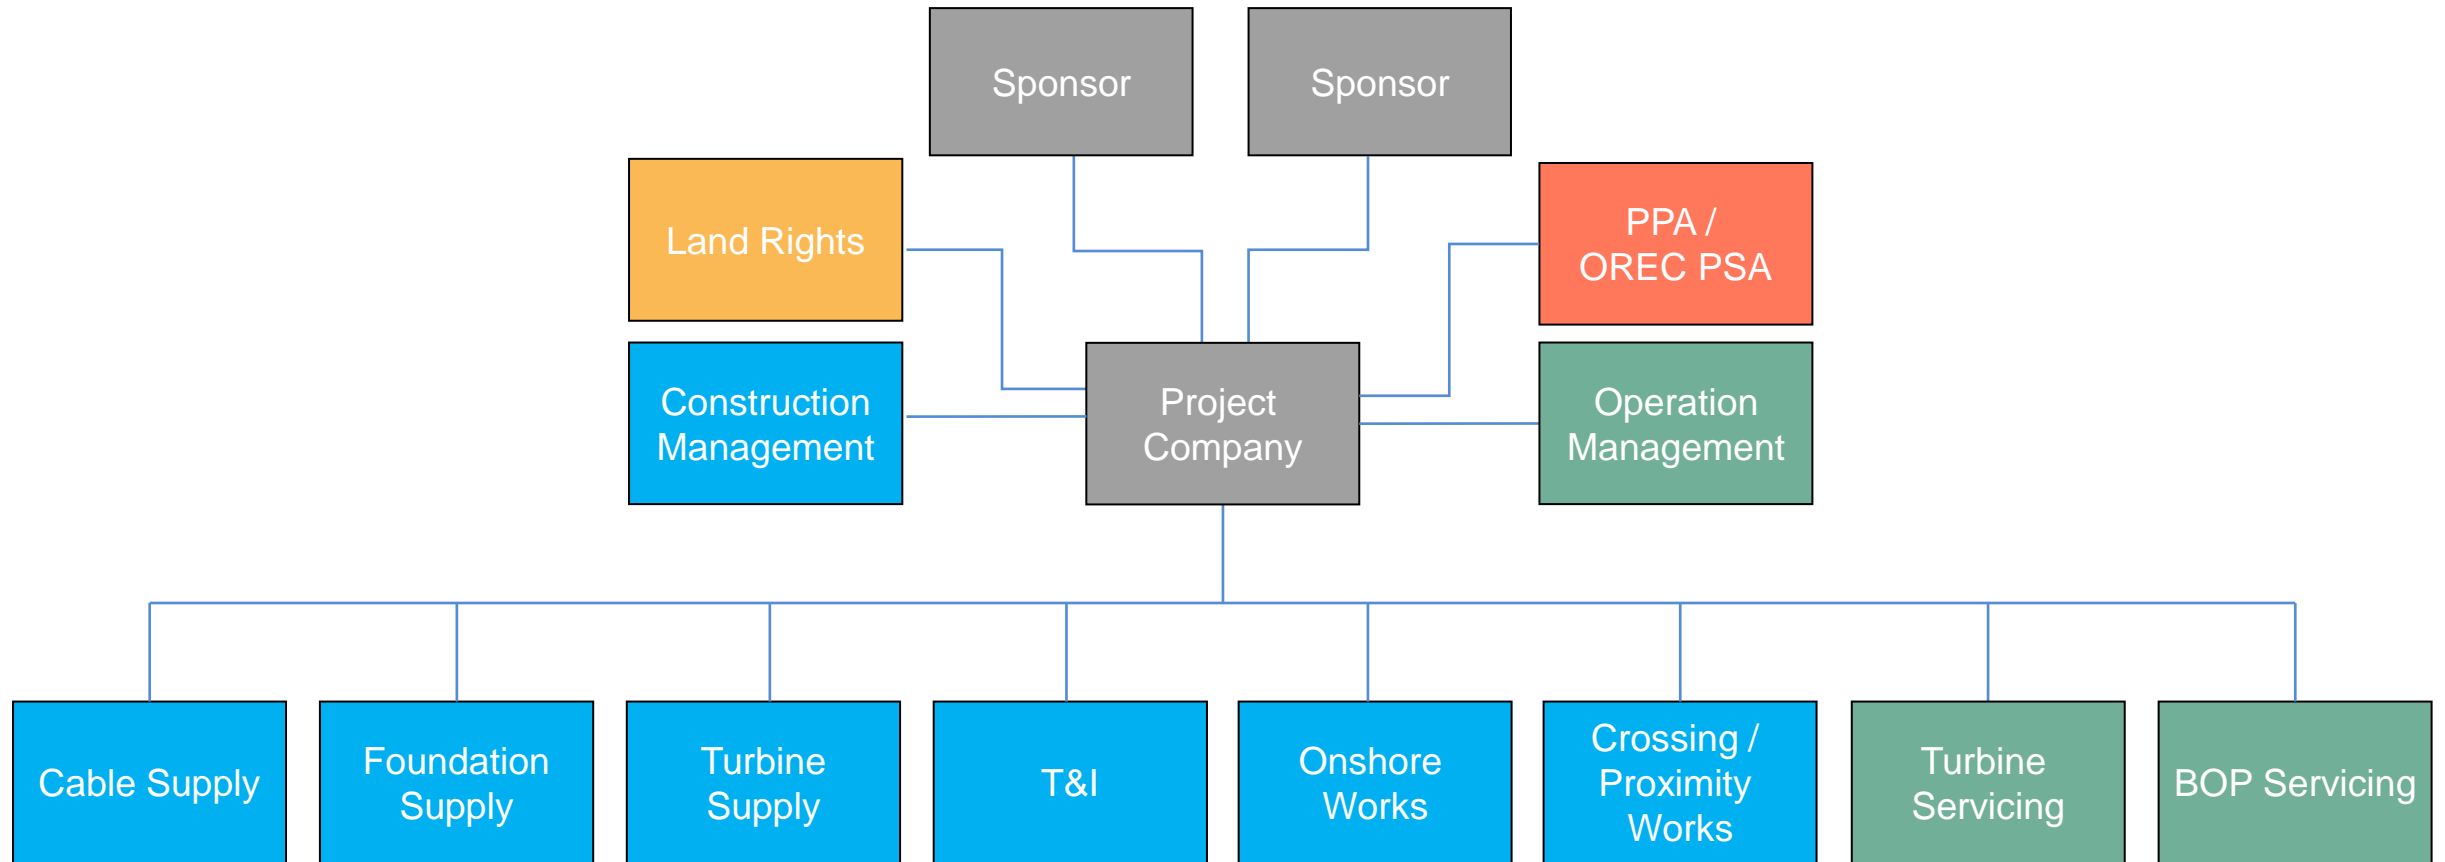 Sponsor
Sponsor
Land Rights
PPA /
OREC PSA
Construction
Management
Project
Company
Operation
Management
Cable Supply
Foundation
Supply
Turbine
Supply
T&I
Onshore
Works
Crossing /
Proximity
Works
Turbine
Servicing
BOP Servicing